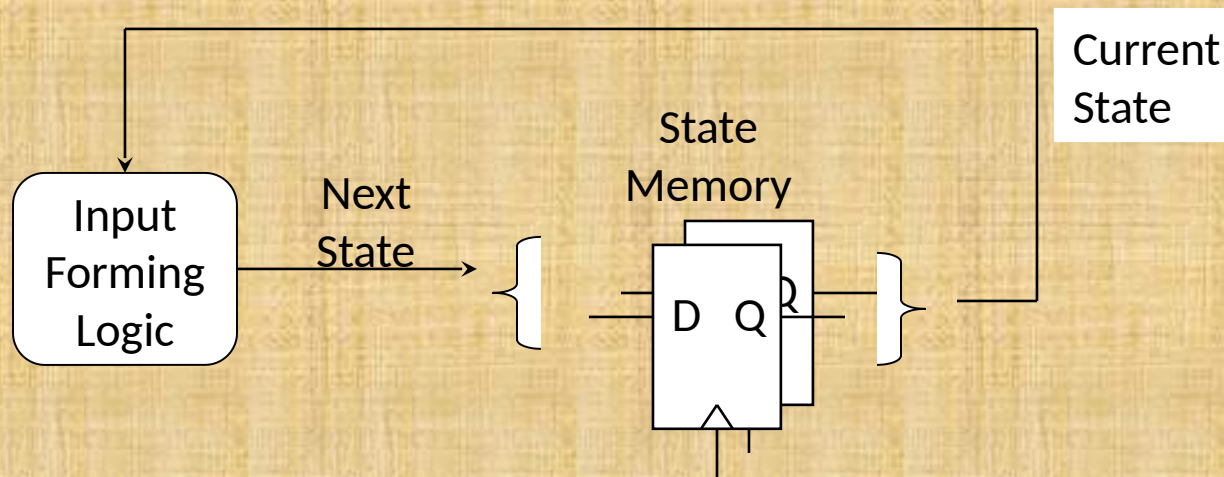 Current
State
State
Memory
Next
State
Input
Forming
Logic
Q
D Q